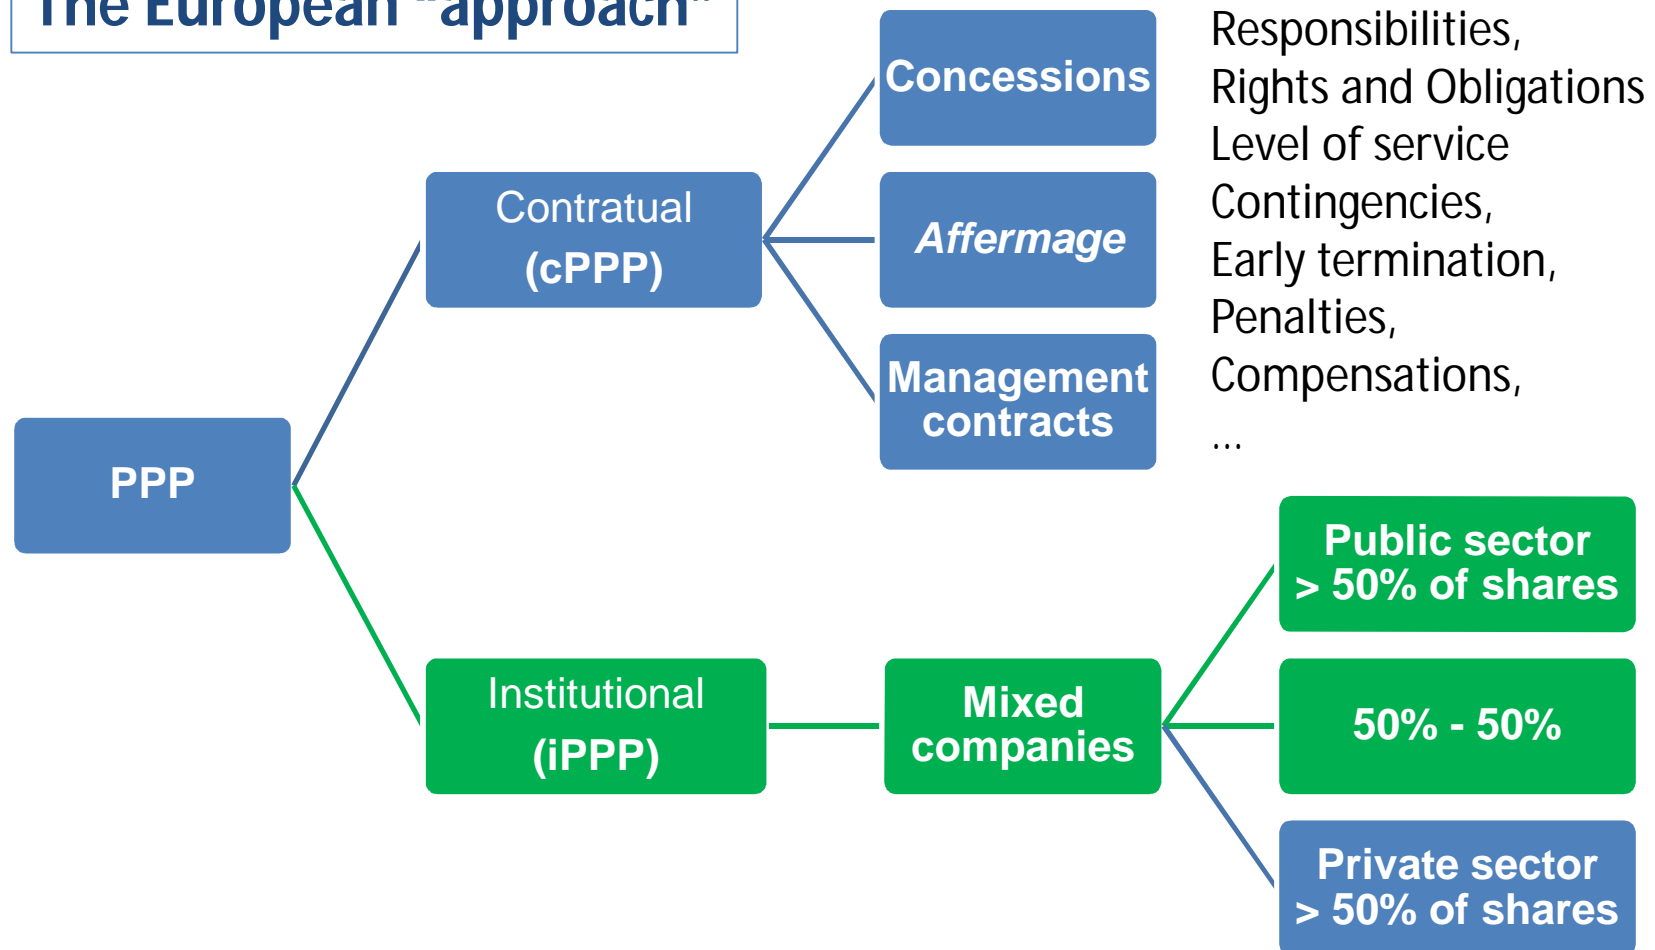 The European "approach"
Concessions
Affermage
Management
contracts
Responsibilities,
Rights and Obligations
Level of service
Contingencies,
Early termination,
Penalties,
Compensations,
...
Contratual
(cPPP)
PPP
Institutional
(iPPP)
Mixed
companies
Public sector
> 50% of shares
50% - 50%
Private sector
> 50% of shares